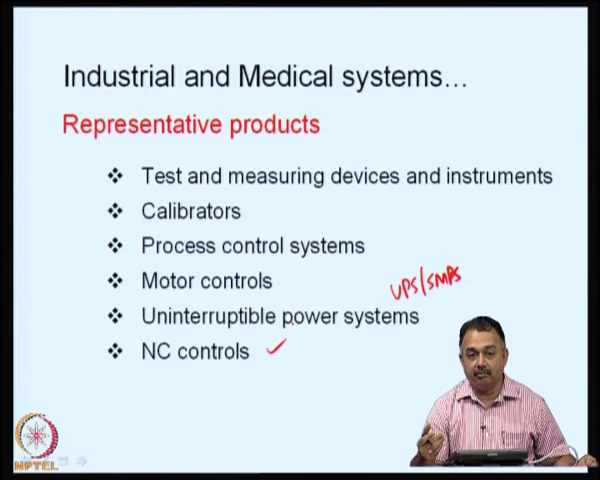 Industrial and Medical systems...
Representative products
Test and measuring devices and instruments
Calibrators
Process control systems
Motor controls
UPS/SMPS
Uninterruptible power systems
NC controls
NPTEL